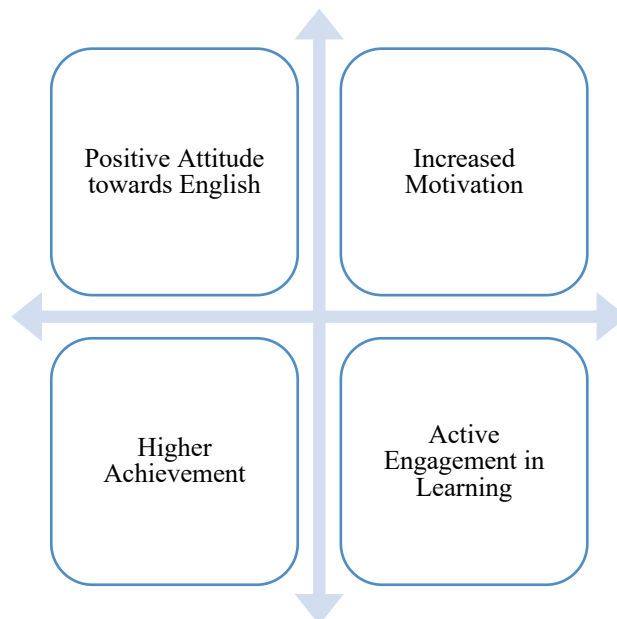 Positive Attitude
towards English
Increased
Motivation
Higher
Achievement
Active
Engagement in
Learning